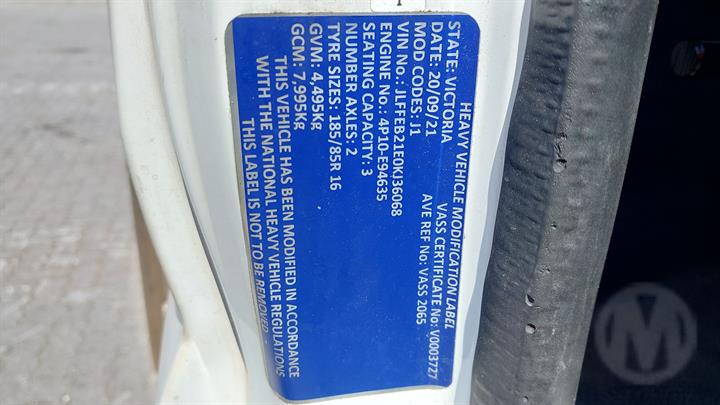 HEAVY VEHICLE MODIFICATION LABEL
STATE: VICTORIA VASS CERTIFICATE No: V0003727
DATE: 20/09/21 AVE REF No: VASS 2065
MOD CODES: J1
VIN No: JLFFEB21E0KJ36068
ENGINE No: 4P10-E94635
SEATING CAPACITY: 3
NUMBER AXLES: 2
TYRE SIZES: 185/85R 16
GVM: 4,495Kg
GCM: 7,995Kg
THIS VEHICLE HAS BEEN MODIFIED IN ACCORDANCE
WITH THE NATIONAL HEAVY VEHICLE REGULATIONS
THIS LABEL IS NOT TO BE REMOVED
M